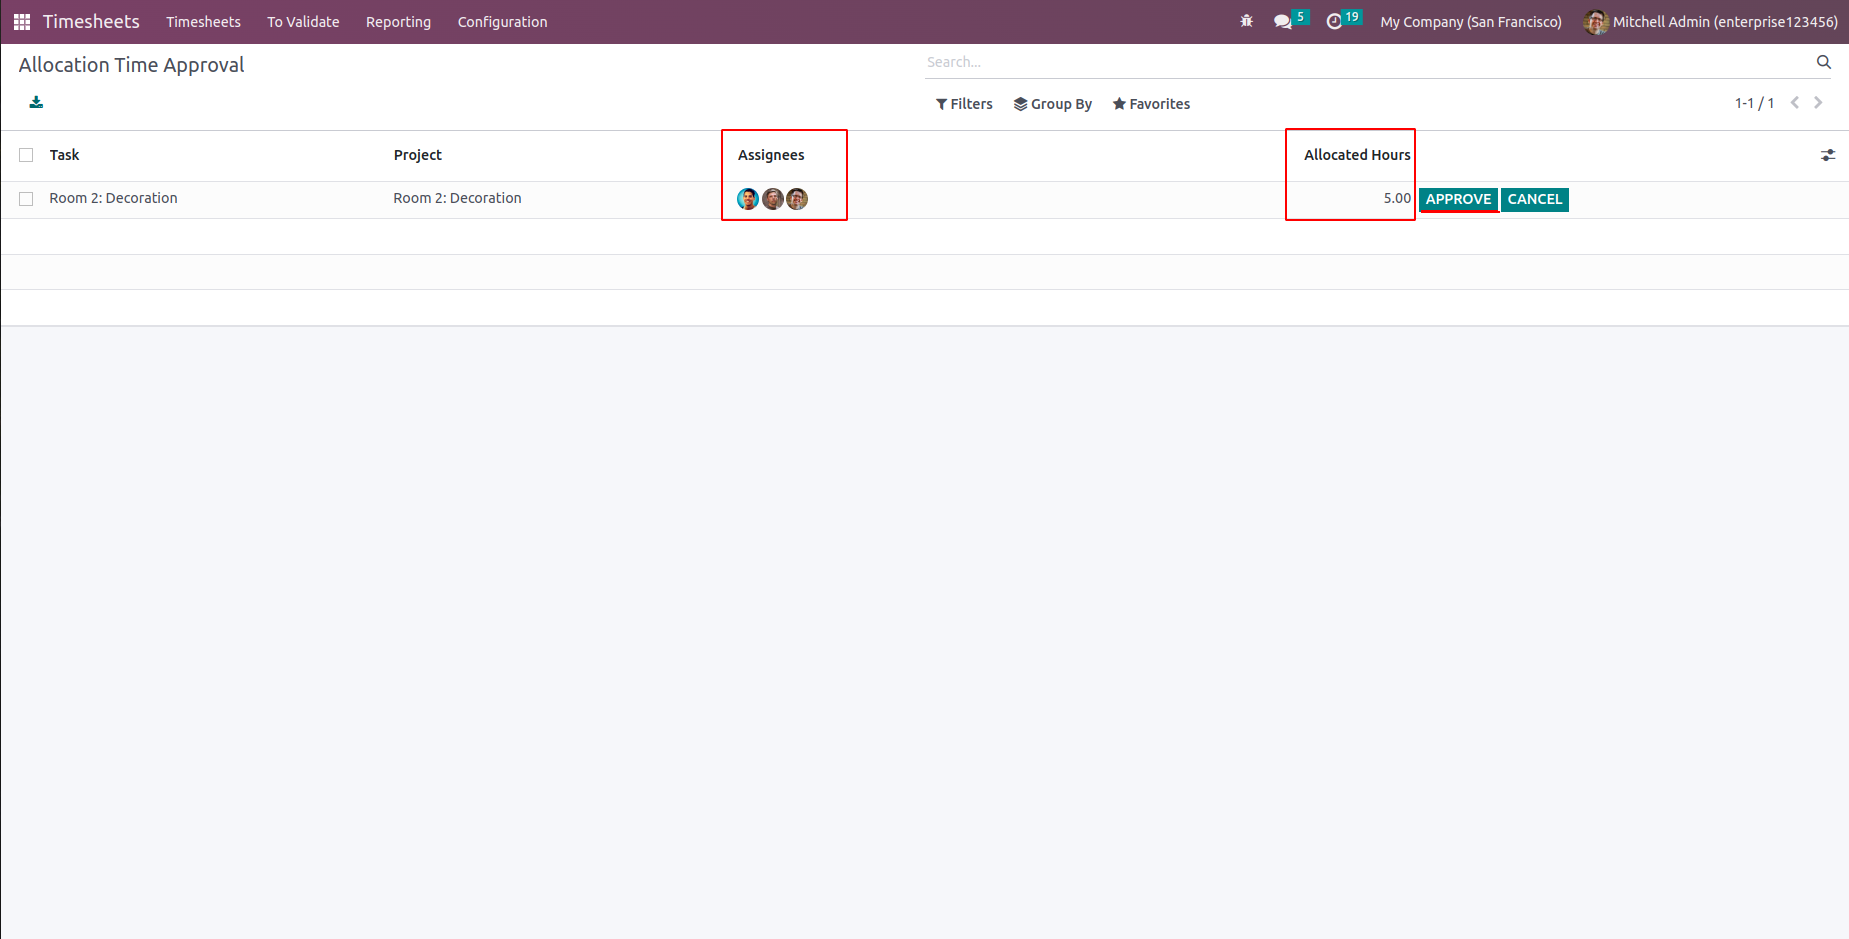 Timesheets Timesheets To Validate Reporting Configuration 5 19 My Company (San Francisco) Mitchell Admin (enterprise123456)
Allocation Time Approval Search...
Filters Group By Favorites 1-1 / 1
Task Project Assignees Allocated Hours
Room 2: Decoration Room 2: Decoration 5.00 APPROVE CANCEL